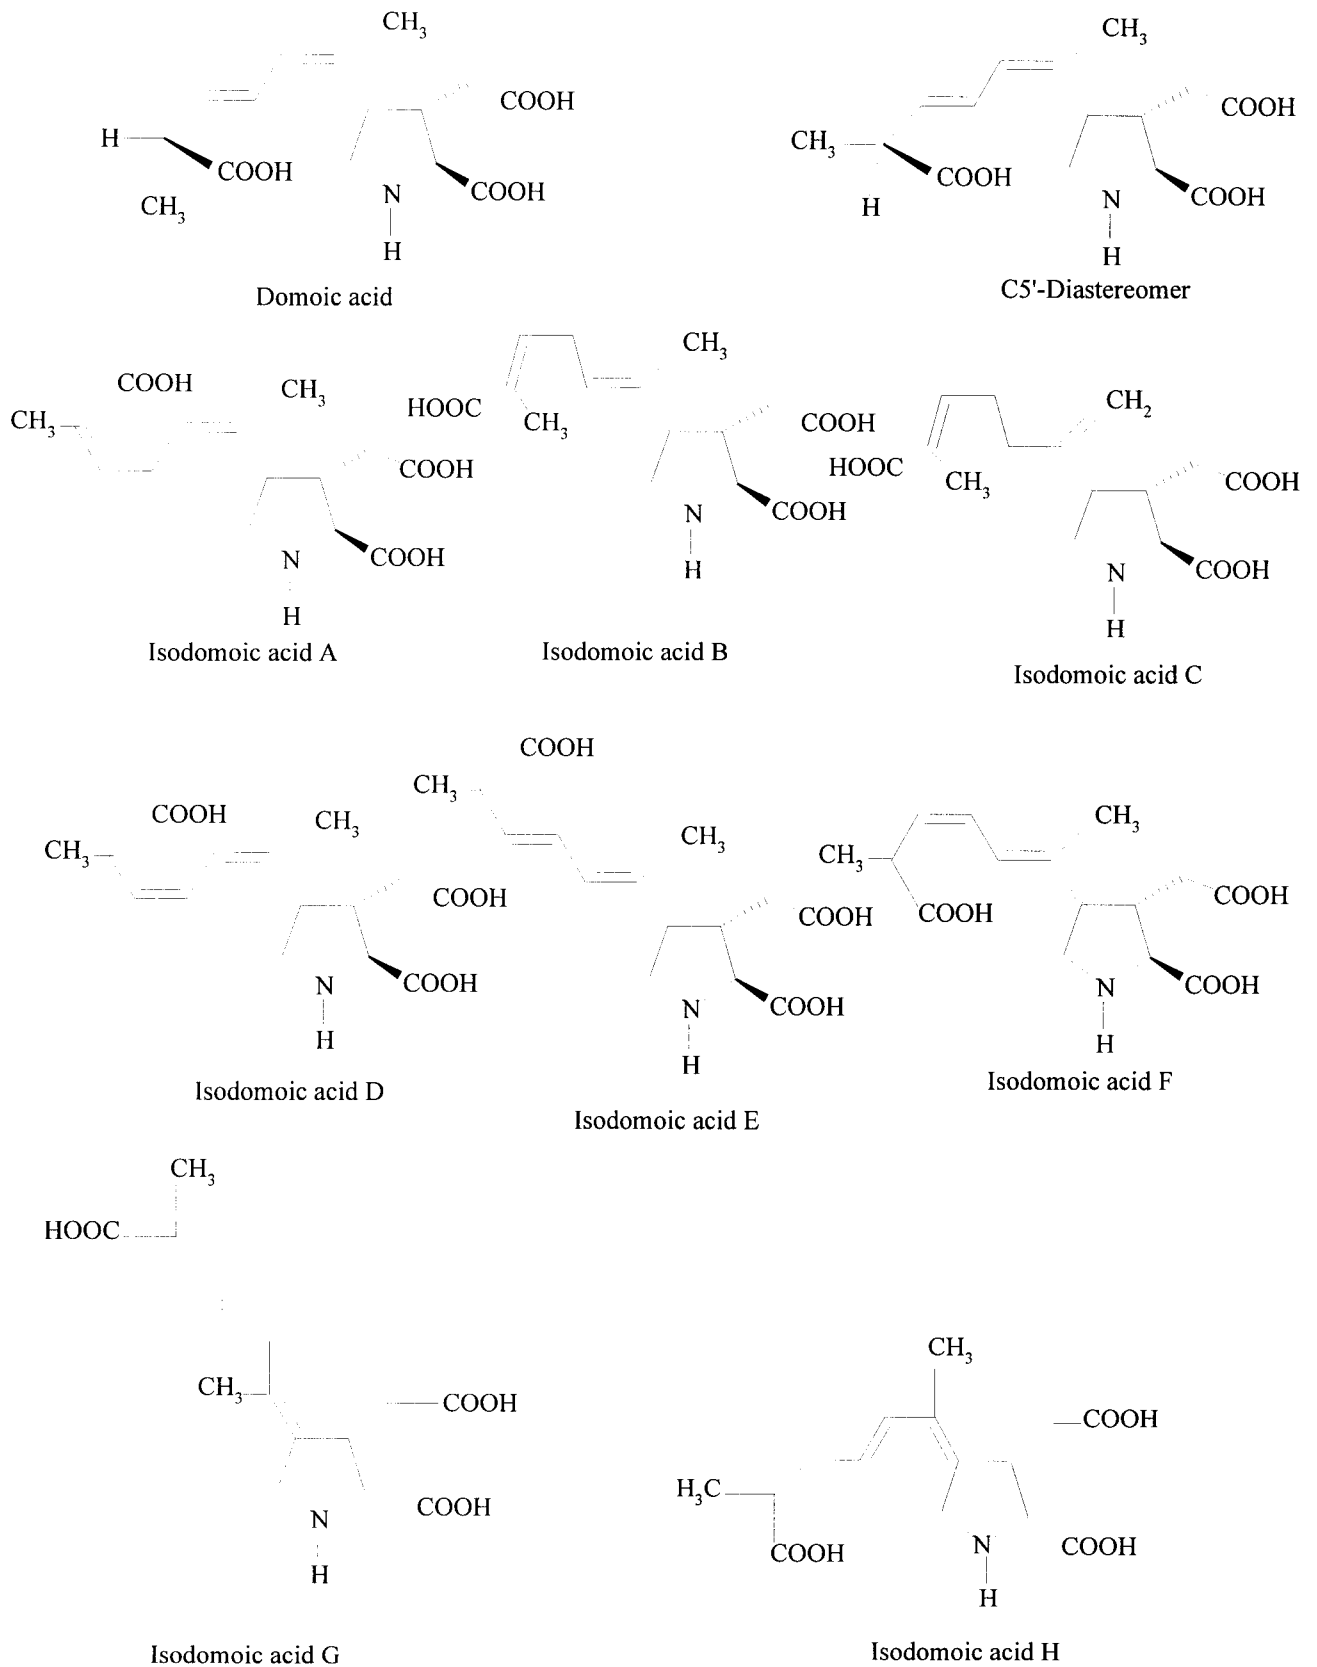 CH3
CH3
COOH
COOH
H
CH3
COOH
COOH
COOH
COOH
CH3
N
N
H
H
H
Domoic acid
C5'-Diastereomer
CH3
COOH
CH3
CH2
HOOC
CH3
CH3
COOH
COOH
HOOC
COOH
CH3
N
COOH
N
COOH
N
COOH
H
H
H
Isodomoic acid A
Isodomoic acid B
Isodomoic acid C
COOH
CH3
COOH
CH3
CH3
CH3
CH3
CH3
COOH
COOH
COOH
COOH
N
COOH
N
COOH
N
COOH
H
H
H
Isodomoic acid D
Isodomoic acid E
Isodomoic acid F
CH3
HOOC
CH3
CH3
COOH
COOH
H3C
COOH
N
COOH
N
COOH
H
H
Isodomoic acid G
Isodomoic acid H